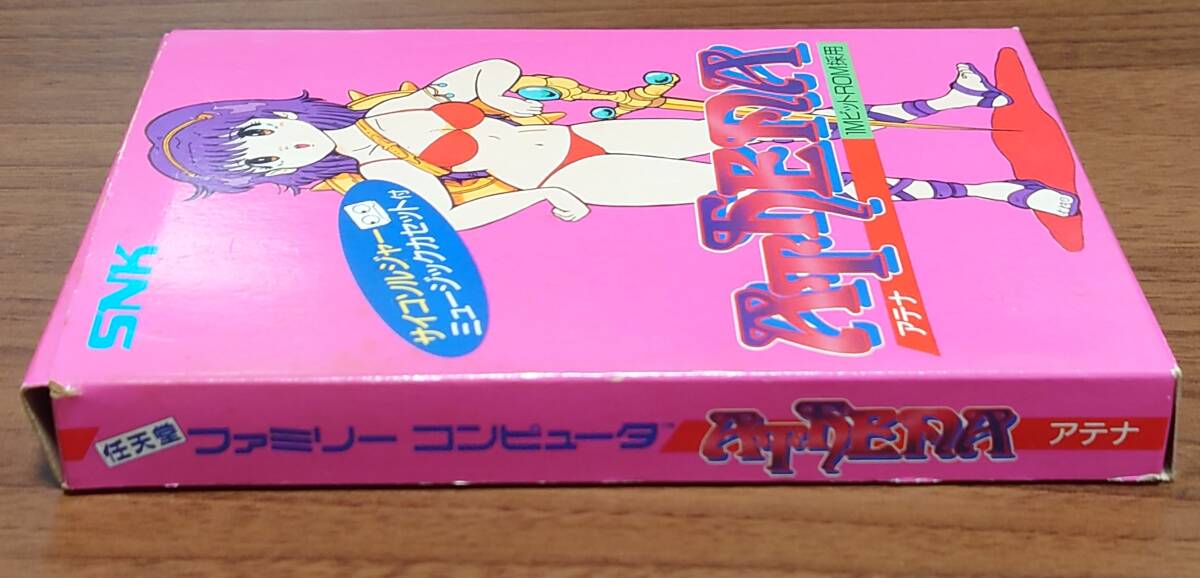 ATHENA
アテナ
1MビットROM採用
サイコソルジャー
ミュージックカセット付
SNK
任天堂 ファミリー コンピュータ™ ATHENA アテナ